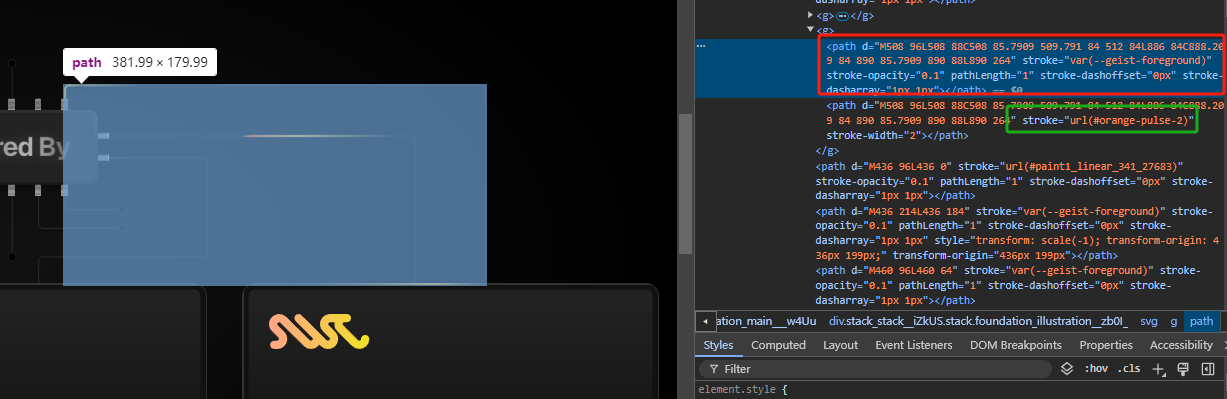 dasharray="1px 1px"></path>
<g> ⋯ </g>
<g>
path 381.99 × 179.99
red By
<path d="M508 96L508 88C508 85.7909 509.791 84 512 84L886 84C888.20
9 84 890 85.7909 890 88L890 264" stroke="var(--geist-foreground)"
stroke-opacity="0.1" pathLength="1" stroke-dashoffset="0px" stroke-
dasharray="1px 1px"></path> == $0
<path d="M508 96L508 88C508 85.7909 509.791 84 512 84L886 84C888.20
9 84 890 85.7909 890 88L890 264" stroke="url(#orange-pulse-2)"
stroke-width="2"></path>
</g>
<path d="M436 96L436 0" stroke="url(#paint1_linear_341_27683)"
stroke-opacity="0.1" pathLength="1" stroke-dashoffset="0px" stroke-
dasharray="1px 1px"></path>
<path d="M436 214L436 184" stroke="var(--geist-foreground)" stroke-
opacity="0.1" pathLength="1" stroke-dashoffset="0px" stroke-
dasharray="1px 1px" style="transform: scale(-1); transform-origin: 4
36px 199px;" transform-origin="436px 199px"></path>
<path d="M460 96L460 64" stroke="var(--geist-foreground)" stroke-
opacity="0.1" pathLength="1" stroke-dashoffset="0px" stroke-
dasharray="1px 1px"></path>
ation_main___w4Uu div.stack_stack__iZkUS.stack.foundation_illustration__zb0I_ svg g path
Styles Computed Layout Event Listeners DOM Breakpoints Properties Accessibility
Filter :hov .cls
element.style {